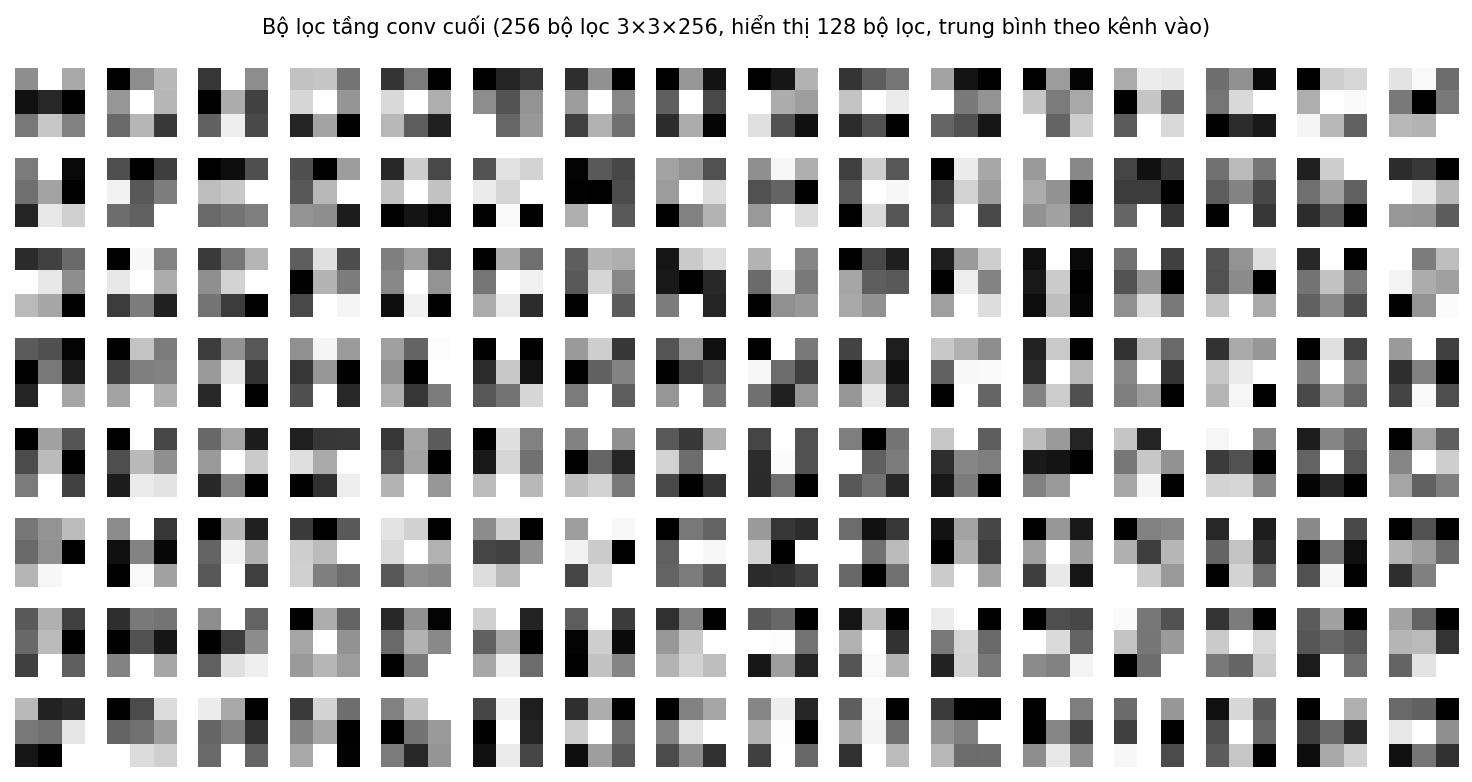 Bộ lọc tầng conv cuối (256 bộ lọc 3×3×256, hiển thị 128 bộ lọc, trung bình theo kênh vào)